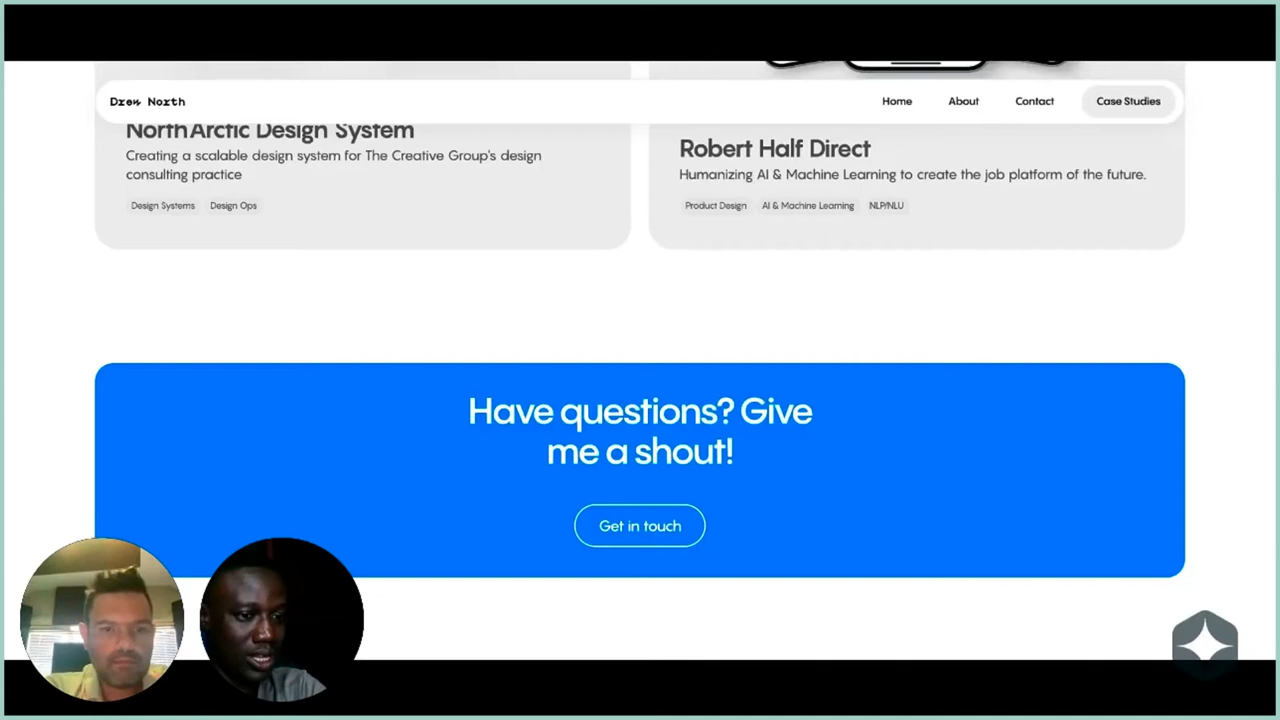 Drew North
Home
About
Contact
Case Studies
NorthArctic Design System
Creating a scalable design system for The Creative Group's design
consulting practice
Design Systems
Design Ops
Robert Half Direct
Humanizing AI & Machine Learning to create the job platform of the future.
Product Design
AI & Machine Learning
NLP/NLU
Have questions? Give
me a shout!
Get in touch